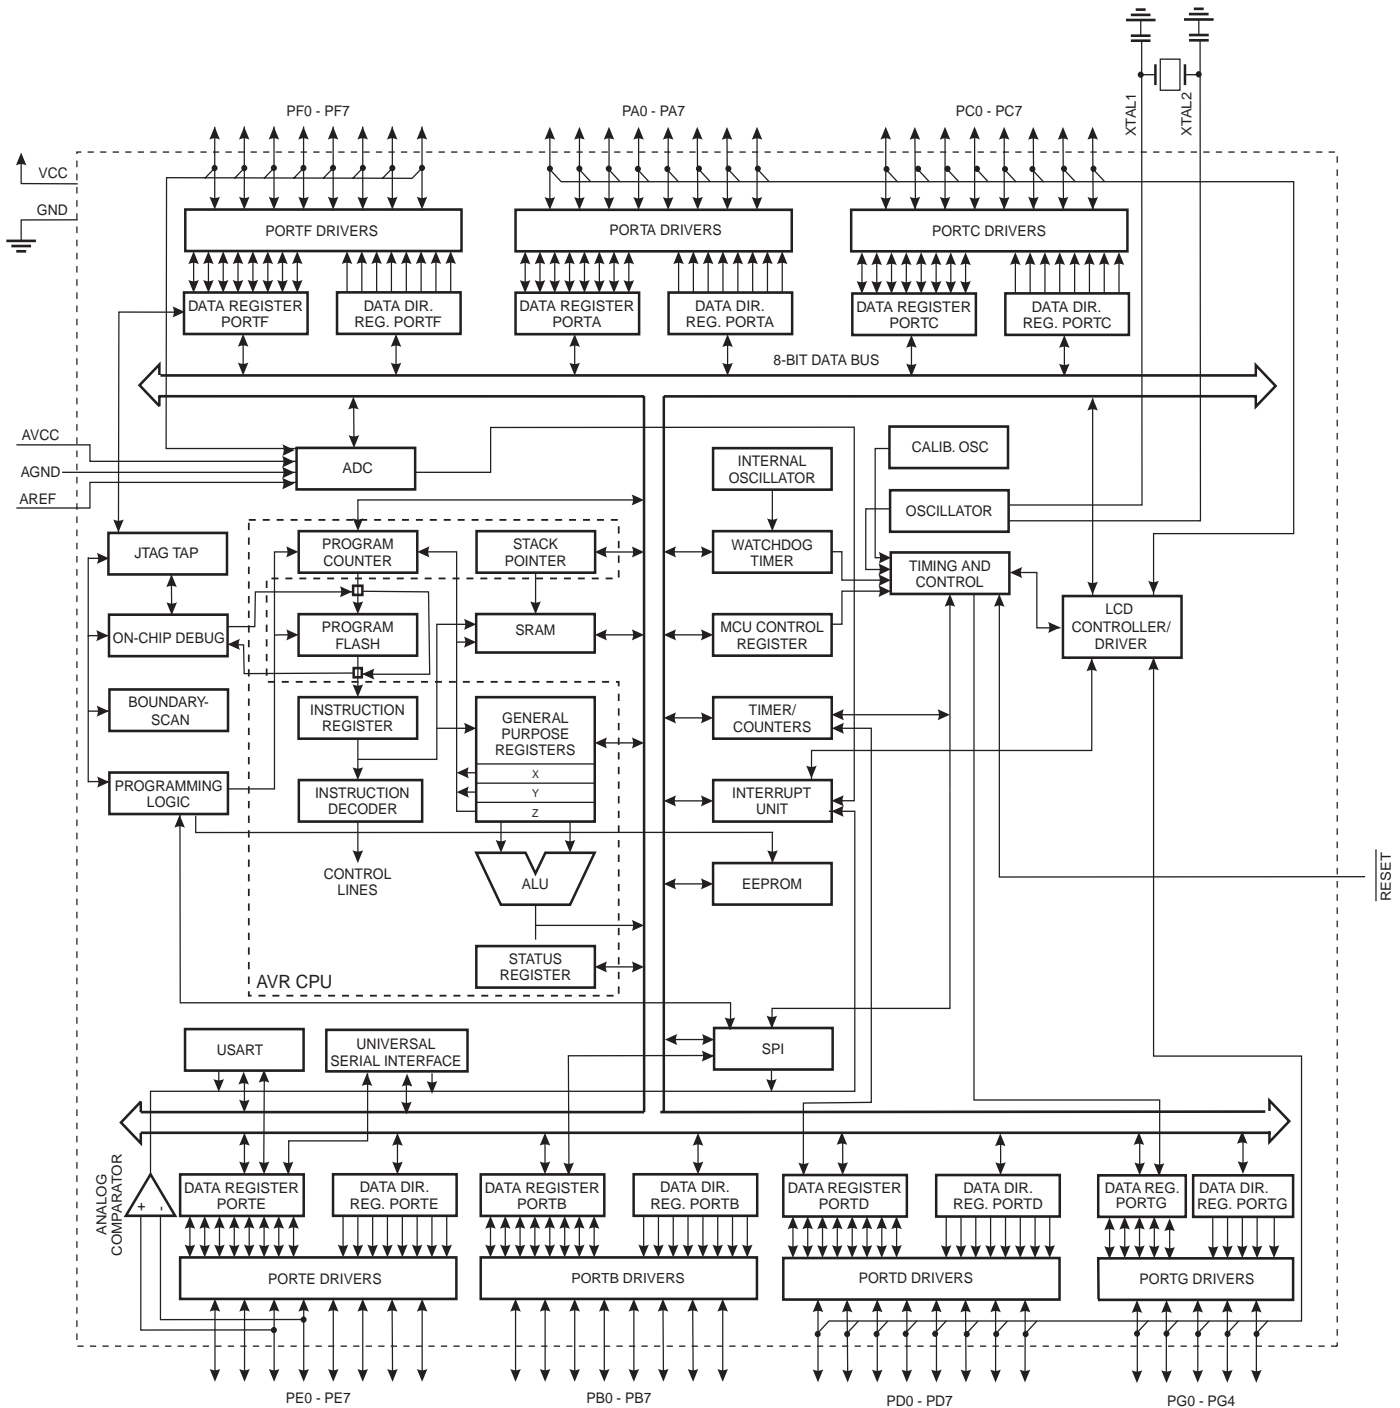 XTAL1
XTAL2
PF0 - PF7
PA0 - PA7
PC0 - PC7
VCC
GND
PORTF DRIVERS
PORTA DRIVERS
PORTC DRIVERS
DATA REGISTER
PORTF
DATA DIR.
REG. PORTF
DATA REGISTER
PORTA
DATA DIR.
REG. PORTA
DATA REGISTER
PORTC
DATA DIR.
REG. PORTC
8-BIT DATA BUS
AVCC
AGND
AREF
ADC
INTERNAL
OSCILLATOR
CALIB. OSC
OSCILLATOR
JTAG TAP
PROGRAM
COUNTER
STACK
POINTER
WATCHDOG
TIMER
TIMING AND
CONTROL
ON-CHIP DEBUG
PROGRAM
FLASH
SRAM
MCU CONTROL
REGISTER
LCD
CONTROLLER/
DRIVER
BOUNDARY-
SCAN
INSTRUCTION
REGISTER
GENERAL
PURPOSE
REGISTERS
X
Y
Z
TIMER/
COUNTERS
PROGRAMMING
LOGIC
INSTRUCTION
DECODER
INTERRUPT
UNIT
CONTROL
LINES
ALU
EEPROM
RESET
STATUS
REGISTER
AVR CPU
USART
UNIVERSAL
SERIAL INTERFACE
SPI
ANALOG
COMPARATOR
+
-
DATA REGISTER
PORTE
DATA DIR.
REG. PORTE
DATA REGISTER
PORTB
DATA DIR.
REG. PORTB
DATA REGISTER
PORTD
DATA DIR.
REG. PORTD
DATA REG.
PORTG
DATA DIR.
REG. PORTG
PORTE DRIVERS
PORTB DRIVERS
PORTD DRIVERS
PORTG DRIVERS
PE0 - PE7
PB0 - PB7
PD0 - PD7
PG0 - PG4